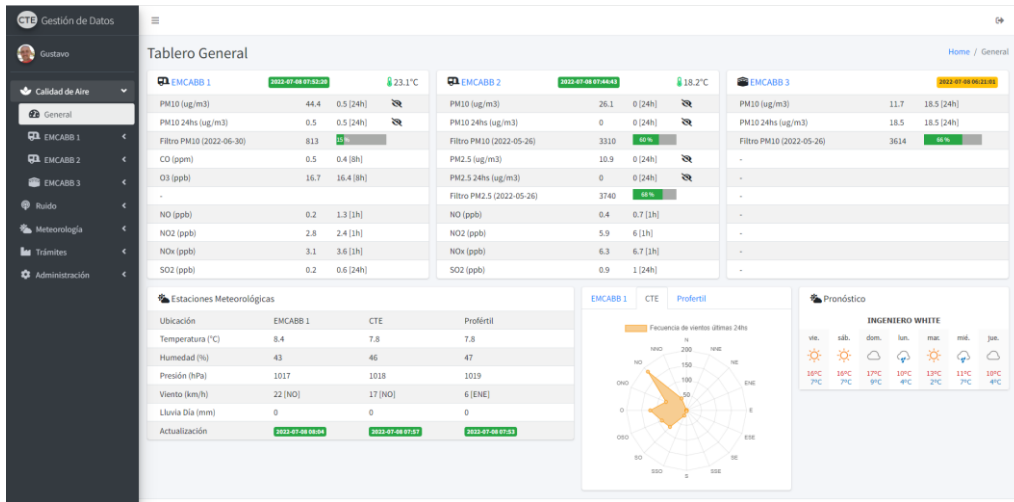 CTE Gestión de Datos
Gustavo
Calidad de Aire
General
EMCABB 1
EMCABB 2
EMCABB 3
Ruido
Meteorología
Trámites
Administración
Tablero General
Home / General
EMCABB 1 2022-07-08 07:52:20 23.1°C
PM10 (ug/m3) 44.4 0.5 [24h]
PM10 24hs (ug/m3) 0.5 0.5 [24h]
Filtro PM10 (2022-06-30) 813 15 %
CO (ppm) 0.5 0.4 [8h]
O3 (ppb) 16.7 16.4 [8h]
-
NO (ppb) 0.2 1.3 [1h]
NO2 (ppb) 2.8 2.4 [1h]
NOx (ppb) 3.1 3.6 [1h]
SO2 (ppb) 0.2 0.6 [24h]
EMCABB 2 2022-07-08 07:44:43 18.2°C
PM10 (ug/m3) 26.1 0 [24h]
PM10 24hs (ug/m3) 0 0 [24h]
Filtro PM10 (2022-05-26) 3310 60 %
PM2.5 (ug/m3) 10.9 0 [24h]
PM2.5 24hs (ug/m3) 0 0 [24h]
Filtro PM2.5 (2022-05-26) 3740 68 %
NO (ppb) 0.4 0.7 [1h]
NO2 (ppb) 5.9 6 [1h]
NOx (ppb) 6.3 6.7 [1h]
SO2 (ppb) 0.9 1 [24h]
EMCABB 3 2022-07-08 06:21:01
PM10 (ug/m3) 11.7 18.5 [24h]
PM10 24hs (ug/m3) 18.5 18.5 [24h]
Filtro PM10 (2022-05-26) 3614 66 %
-
-
-
-
-
-
-
Estaciones Meteorológicas
Ubicación EMCABB 1 CTE Profértil
Temperatura (°C) 8.4 7.8 7.8
Humedad (%) 43 46 47
Presión (hPa) 1017 1018 1019
Viento (km/h) 22 [NO] 17 [NO] 6 [ENE]
Lluvia Día (mm) 0 0 0
Actualización 2022-07-08 08:04 2022-07-08 07:57 2022-07-08 07:53
EMCABB 1 CTE Profertil
Fecuencia de vientos últimas 24hs
N
NNO 200 NNE
NO 150 NE
100
ONO 50 ENE
O E
OSO ESE
SO SE
SSO SSE
S
Pronóstico
INGENIERO WHITE
vie. sáb. dom. lun. mar. mié. jue.
16°C 16°C 17°C 10°C 13°C 11°C 10°C
7°C 7°C 9°C 4°C 2°C 7°C 4°C